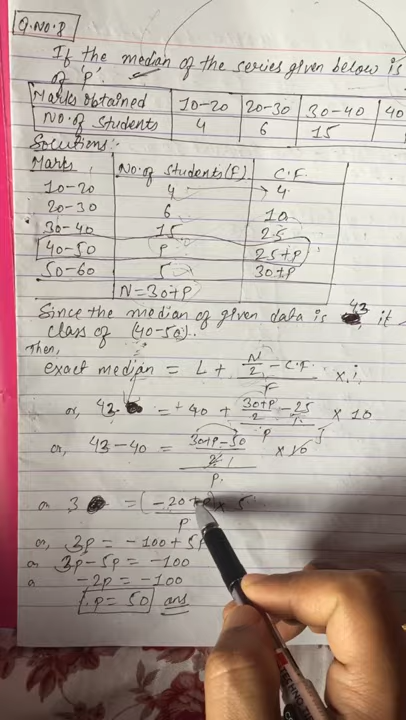 Q.NO.8
If the median of the series given below is
of 'p'.
Marks obtained 10-20 20-30 30-40 40
No. of students 4 6 15
Solution:-
Marks No. of students (F) C.F
10-20 4 4
20-30 6 10
30-40 15 25
40-50 P 25+P
50-60 5 30+P
N=30+P
Since the median of given data is 43, it
class of (40-50).
Then,
exact median = L + N/2 - C.F / F × i
or, 43 = 40 + 30+P/2 - 25/1 / P × 10
or, 43-40 = 30+P-50 / 2 / P × 10
or 3 = (-20+P) × 5 / P
or, 3p = -100 + 5p
or 3p - 5p = -100
or -2p = -100
∴ p = 50 ans